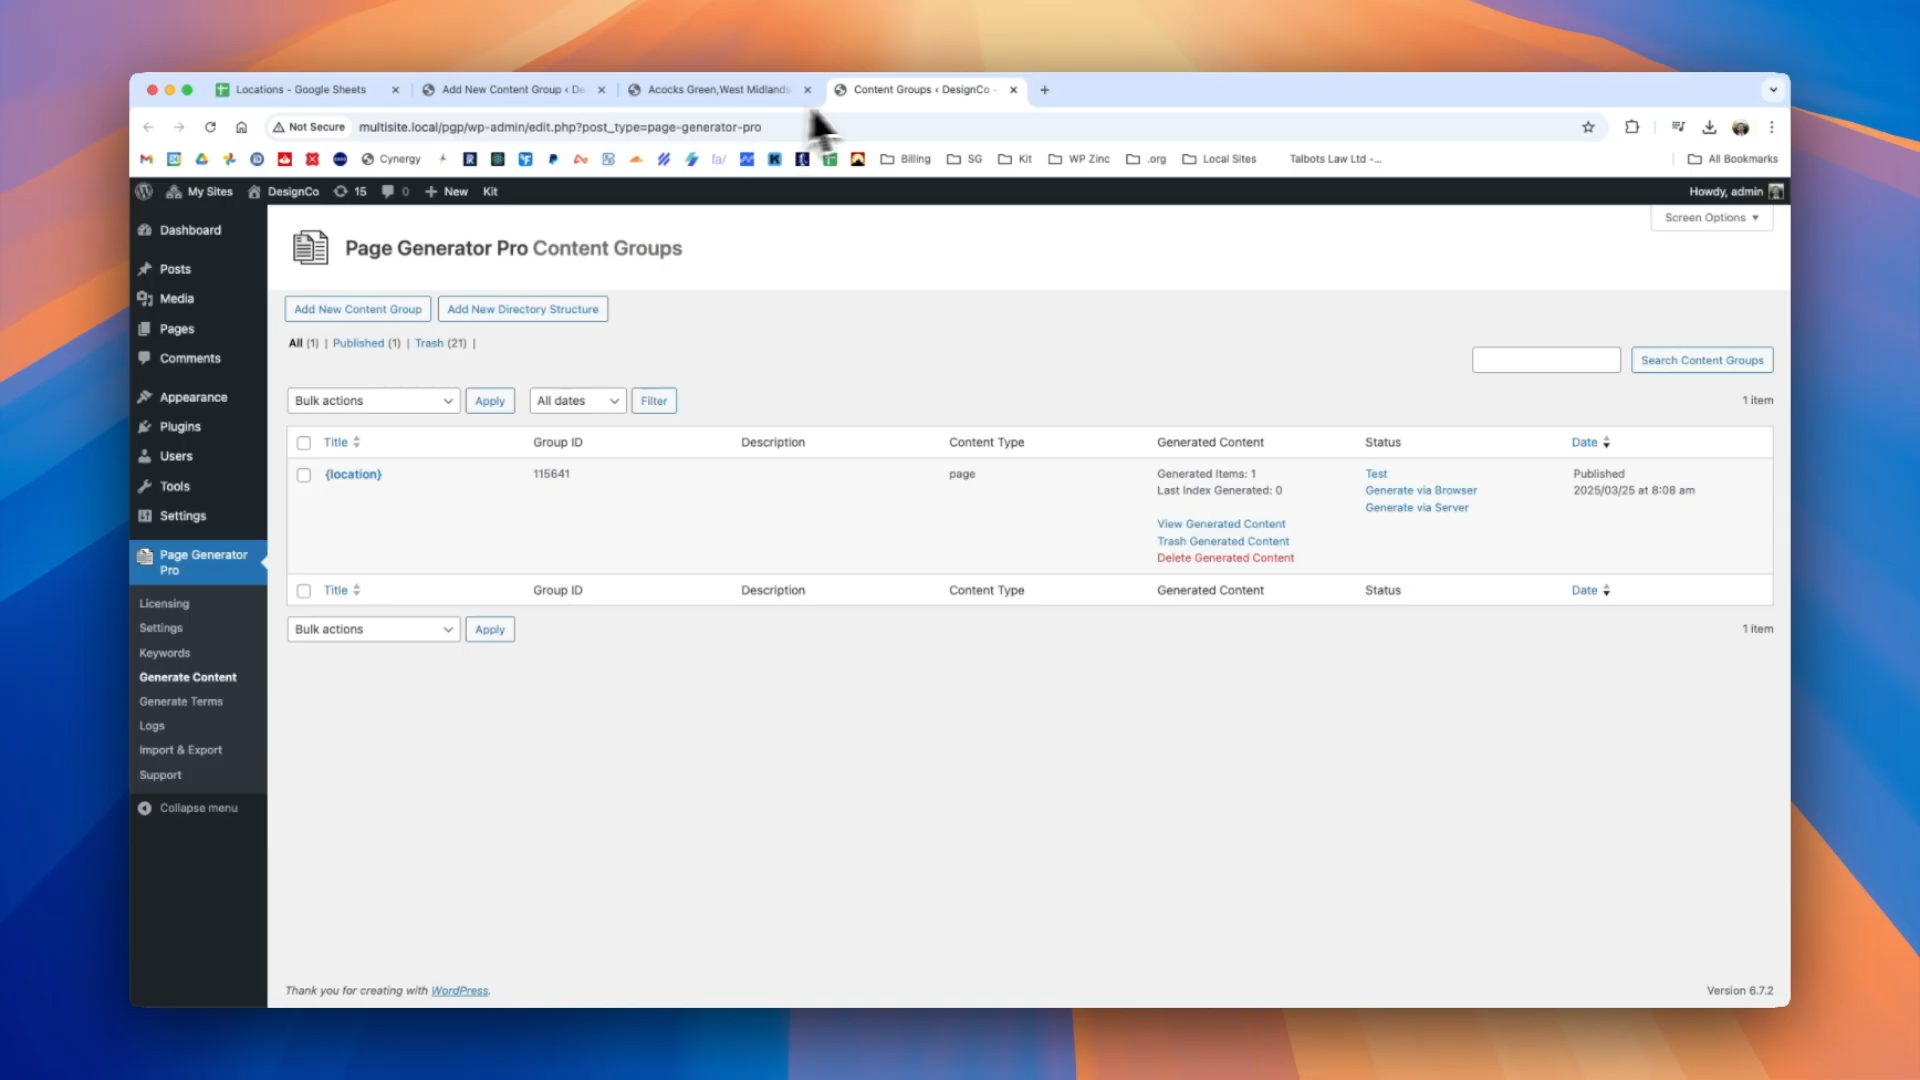 Locations - Google Sheets
Add New Content Group ‹ De
Acocks Green,West Midlands
Content Groups ‹ DesignCo -
Not Secure
multisite.local/pgp/wp-admin/edit.php?post_type=page-generator-pro
Cynergy
Billing
SG
Kit
WP Zinc
.org
Local Sites
Talbots Law Ltd -...
All Bookmarks
My Sites
DesignCo
15
0
New
Kit
Howdy, admin
Screen Options
Dashboard
Posts
Media
Pages
Comments
Appearance
Plugins
Users
Tools
Settings
Page Generator
Pro
Licensing
Settings
Keywords
Generate Content
Generate Terms
Logs
Import & Export
Support
Collapse menu
Page Generator Pro Content Groups
Add New Content Group
Add New Directory Structure
All (1) | Published (1) | Trash (21) |
Search Content Groups
Bulk actions
Apply
All dates
Filter
1 item
Title
Group ID
Description
Content Type
Generated Content
Status
Date
{location}
115641
page
Generated Items: 1
Last Index Generated: 0
View Generated Content
Trash Generated Content
Delete Generated Content
Test
Generate via Browser
Generate via Server
Published
2025/03/25 at 8:08 am
Title
Group ID
Description
Content Type
Generated Content
Status
Date
Bulk actions
Apply
1 item
Thank you for creating with WordPress.
Version 6.7.2